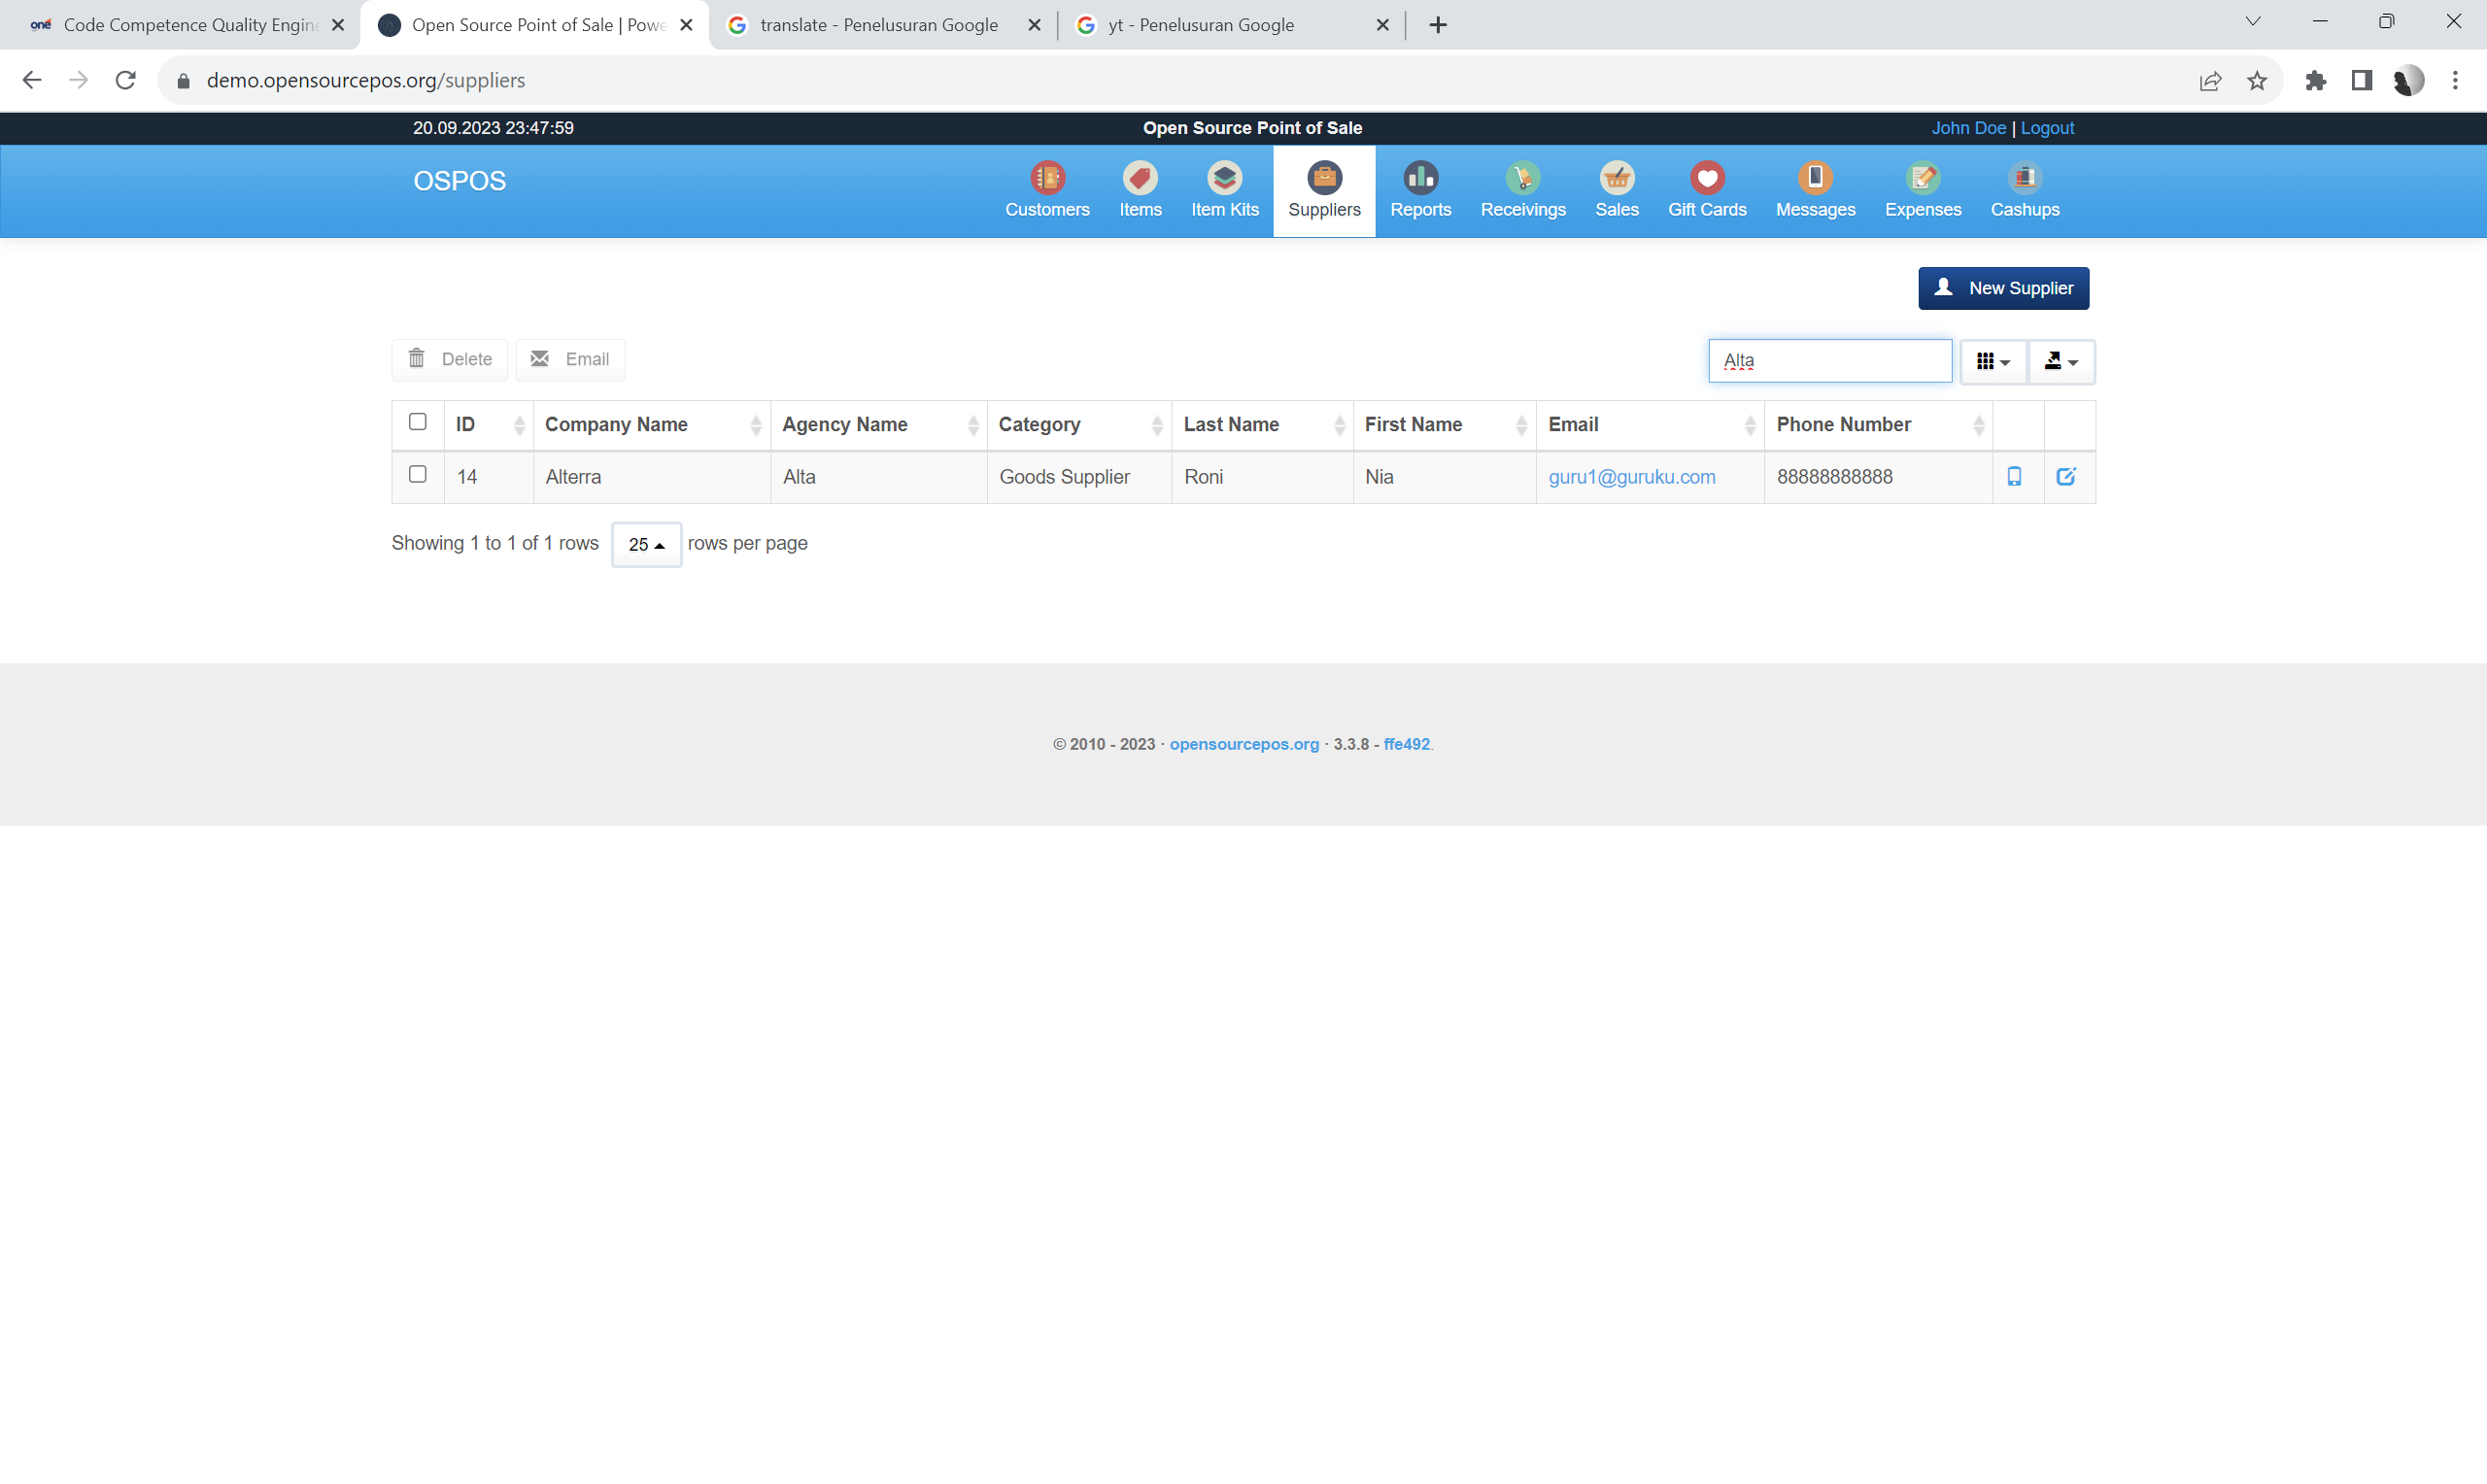 one Code Competence Quality Engine
Open Source Point of Sale | Powe
translate - Penelusuran Google
yt - Penelusuran Google
demo.opensourcepos.org/suppliers
20.09.2023 23:47:59
Open Source Point of Sale
John Doe | Logout
OSPOS
Customers
Items
Item Kits
Suppliers
Reports
Receivings
Sales
Gift Cards
Messages
Expenses
Cashups
New Supplier
Delete
Email
Alta
ID Company Name Agency Name Category Last Name First Name Email Phone Number
14 Alterra Alta Goods Supplier Roni Nia guru1@guruku.com 88888888888
Showing 1 to 1 of 1 rows 25 rows per page
© 2010 - 2023 · opensourcepos.org · 3.3.8 - ffe492.